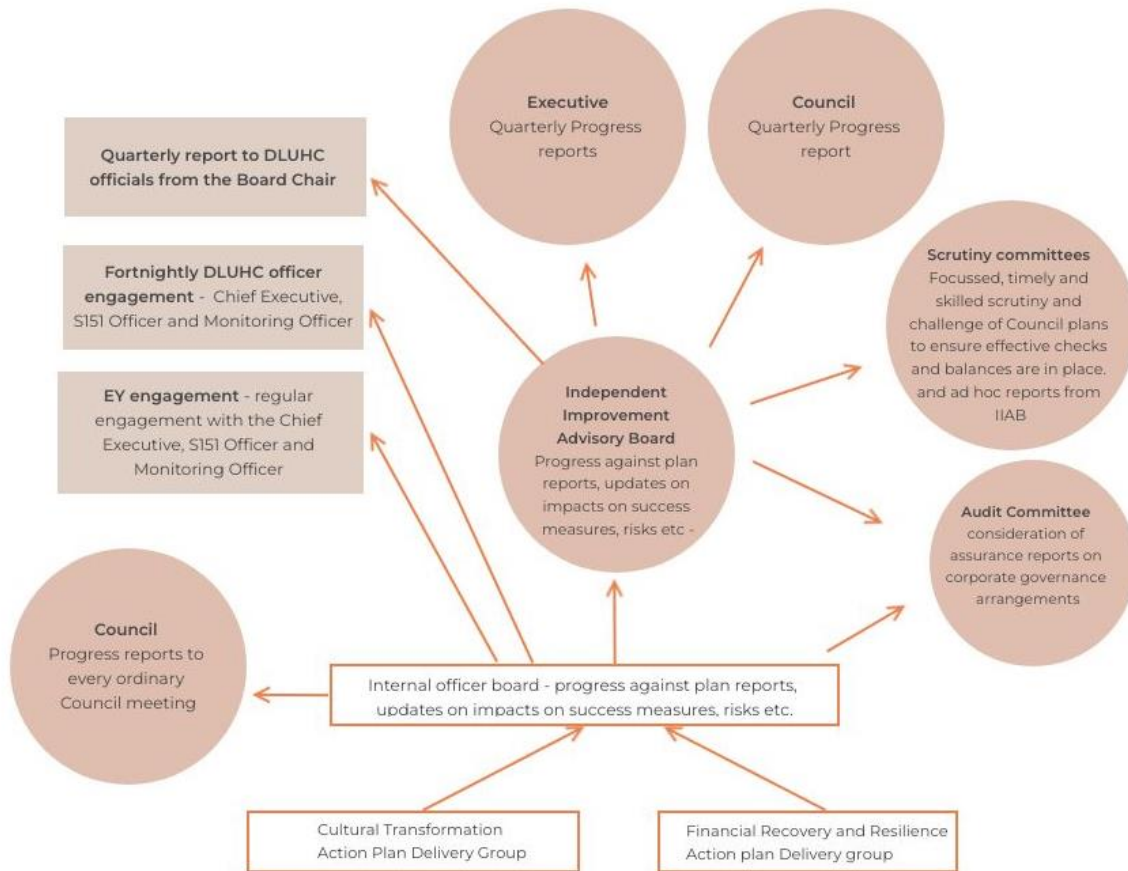 Executive
Quarterly Progress
reports
Council
Quarterly Progress
report
Quarterly report to DLUHC
officials from the Board Chair
Fortnightly DLUHC officer
engagement - Chief Executive,
S151 Officer and Monitoring Officer
EY engagement - regular
engagement with the Chief
Executive, S151 Officer and
Monitoring Officer
Scrutiny committees
Focussed, timely and
skilled scrutiny and
challenge of Council plans
to ensure effective checks
and balances are in place.
and ad hoc reports from
IIAB
Independent
Improvement
Advisory Board
Progress against plan
reports, updates on
impacts on success
measures, risks etc -
Audit Committee
consideration of
assurance reports on
corporate governance
arrangements
Council
Progress reports to
every ordinary
Council meeting
Internal officer board - progress against plan reports,
updates on impacts on success measures, risks etc.
Cultural Transformation
Action Plan Delivery Group
Financial Recovery and Resilience
Action plan Delivery group